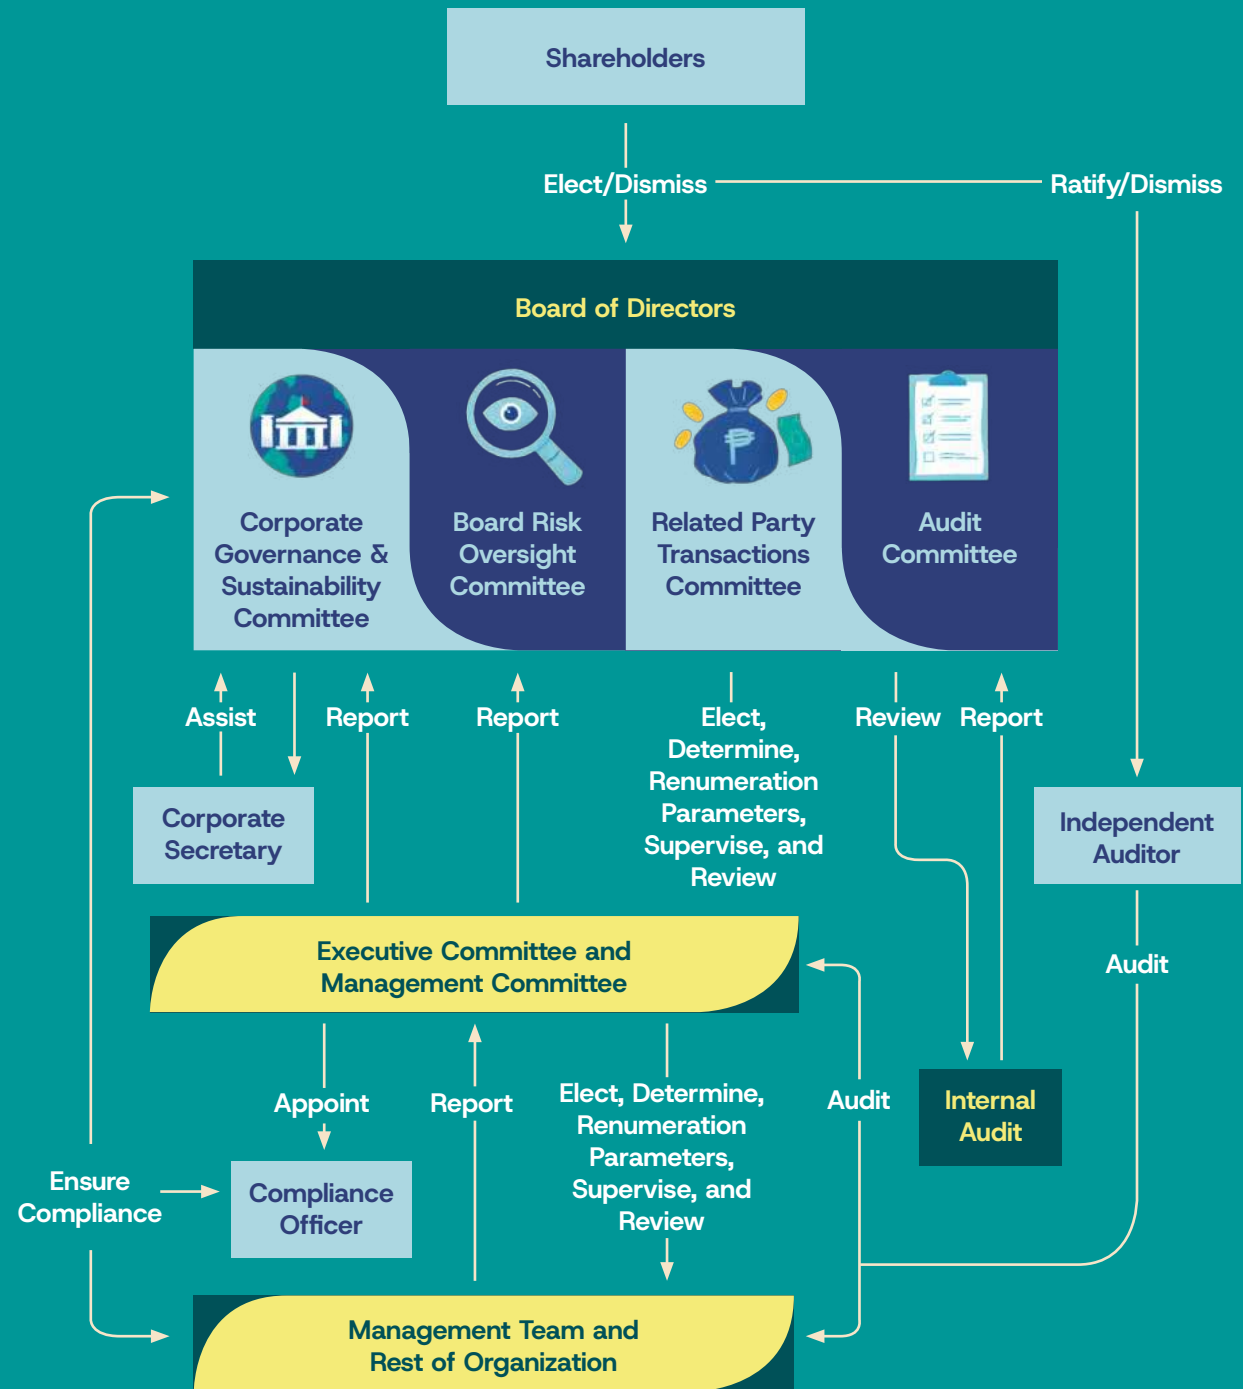 Shareholders
Elect/Dismiss
Ratify/Dismiss
Board of Directors
Corporate
Governance &
Sustainability
Committee
Board Risk
Oversight
Committee
Related Party
Transactions
Committee
Audit
Committee
Assist
Report
Report
Elect,
Determine,
Renumeration
Parameters,
Supervise, and
Review
Review
Report
Corporate
Secretary
Independent
Auditor
Executive Committee and
Management Committee
Audit
Appoint
Report
Elect, Determine,
Renumeration
Parameters,
Supervise, and
Review
Audit
Internal
Audit
Ensure
Compliance
Compliance
Officer
Management Team and
Rest of Organization